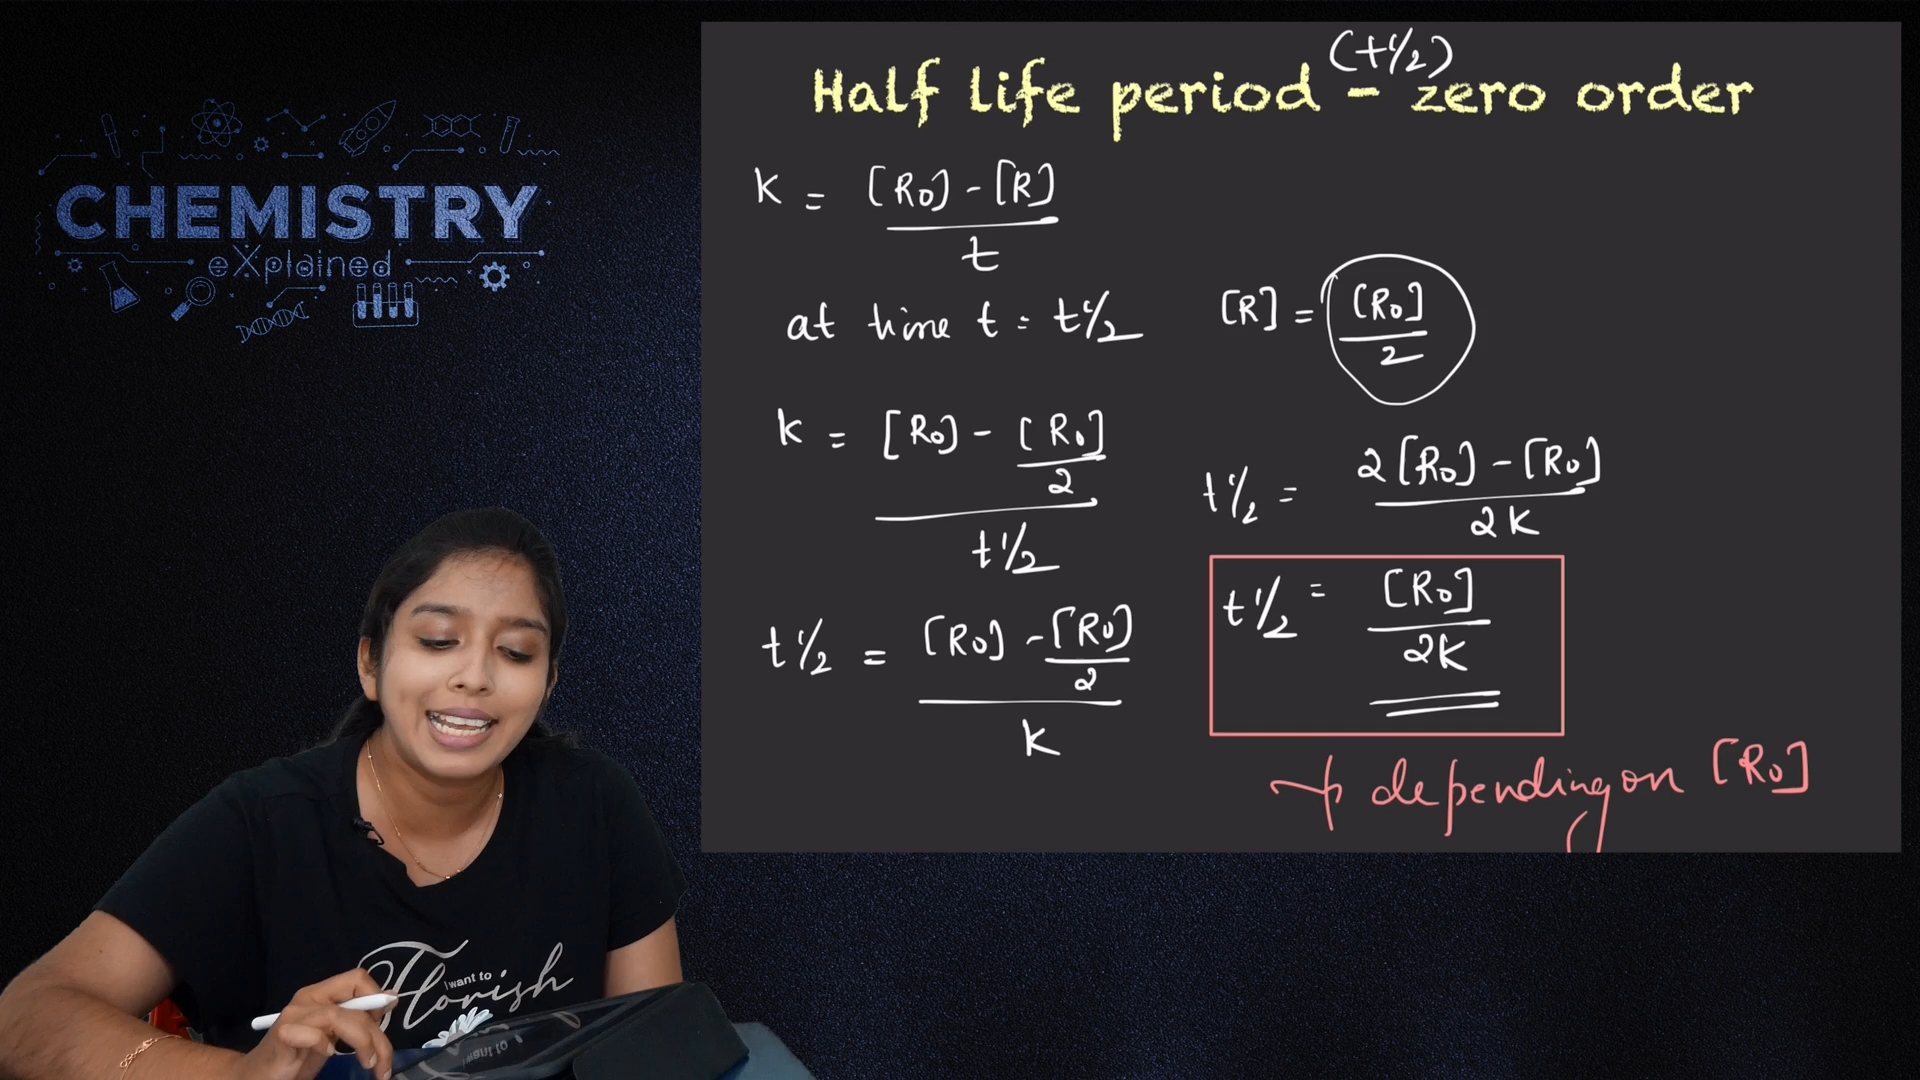 CHEMISTRY
eXplained
(t1/2)
Half life period - zero order
k = [R0] - [R] / t
at time t = t1/2
[R] = [R0] / 2
k = [R0] - [R0]/2 / t1/2
t1/2 = 2[R0] - [R0] / 2k
t1/2 = [R0] - [R0]/2 / k
t1/2 = [R0] / 2k
depending on [R0]
I want to
Florish
want to